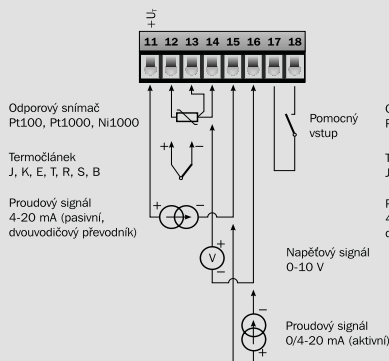 +U_T
11 12 13 14 15 16 17 18
Odporový snímač
Pt100, Pt1000, Ni1000
Pomocný
vstup
+ −
Termočlánek
J, K, E, T, R, S, B
Proudový signál
4-20 mA (pasivní,
dvouvodičový převodník)
+ −
+
V
−
Napěťový signál
0-10 V
−
Proudový signál
0/4-20 mA (aktivní)
+